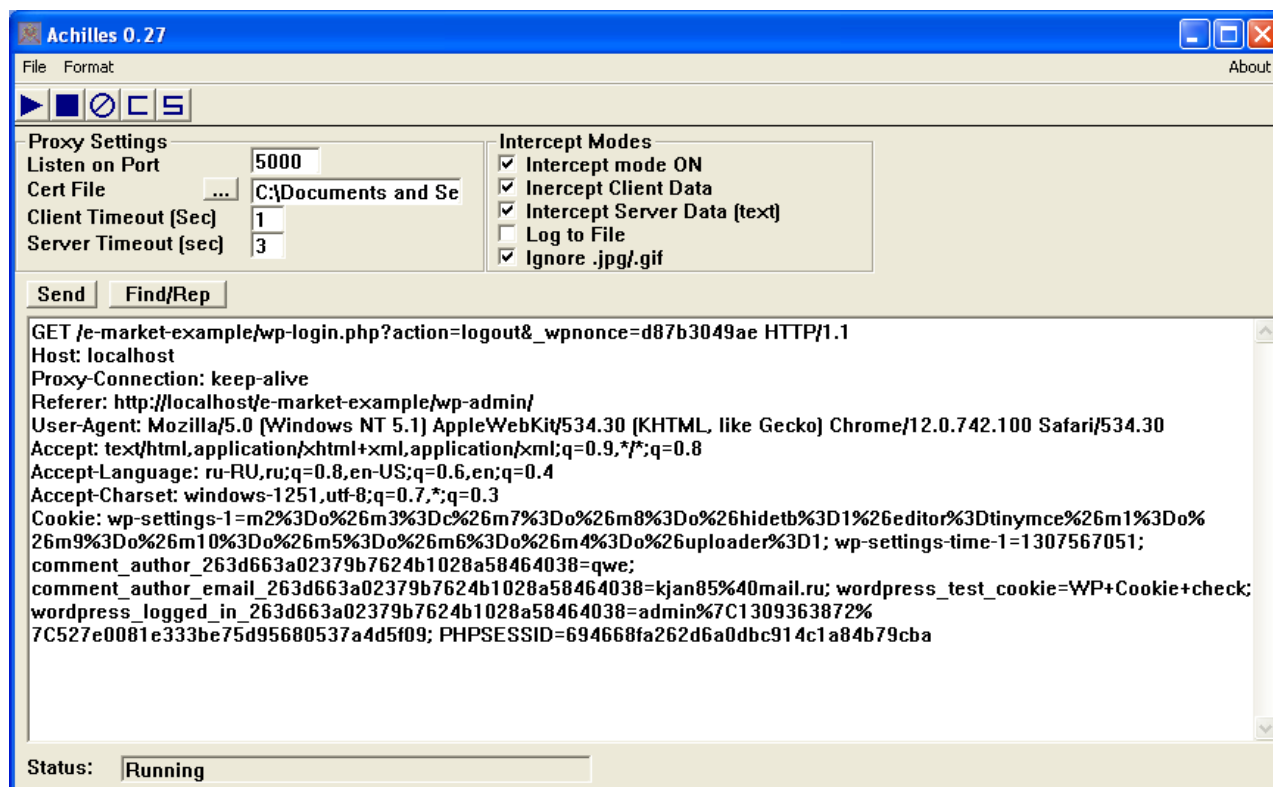 Achilles 0.27
File Format About
Proxy Settings
Listen on Port 5000
Cert File ... C:\Documents and Se
Client Timeout (Sec) 1
Server Timeout (sec) 3
Intercept Modes
Intercept mode ON
Inercept Client Data
Intercept Server Data (text)
Log to File
Ignore .jpg/.gif
Send Find/Rep
GET /e-market-example/wp-login.php?action=logout&_wpnonce=d87b3049ae HTTP/1.1
Host: localhost
Proxy-Connection: keep-alive
Referer: http://localhost/e-market-example/wp-admin/
User-Agent: Mozilla/5.0 (Windows NT 5.1) AppleWebKit/534.30 (KHTML, like Gecko) Chrome/12.0.742.100 Safari/534.30
Accept: text/html,application/xhtml+xml,application/xml;q=0.9,*/*;q=0.8
Accept-Language: ru-RU,ru;q=0.8,en-US;q=0.6,en;q=0.4
Accept-Charset: windows-1251,utf-8;q=0.7,*;q=0.3
Cookie: wp-settings-1=m2%3Do%26m3%3Dc%26m7%3Do%26m8%3Do%26hidetb%3D1%26editor%3Dtinymce%26m1%3Do%
26m9%3Do%26m10%3Do%26m5%3Do%26m6%3Do%26m4%3Do%26uploader%3D1; wp-settings-time-1=1307567051;
comment_author_263d663a02379b7624b1028a58464038=qwe;
comment_author_email_263d663a02379b7624b1028a58464038=kjan85%40mail.ru; wordpress_test_cookie=WP+Cookie+check;
wordpress_logged_in_263d663a02379b7624b1028a58464038=admin%7C1309363872%
7C527e0081e333be75d95680537a4d5f09; PHPSESSID=694668fa262d6a0dbc914c1a84b79cba
Status: Running